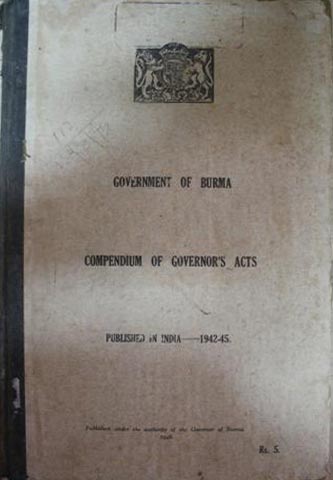 GOVERNMENT OF BURMA
COMPENDIUM OF GOVERNOR'S ACTS
PUBLISHED IN INDIA——1942-45.
Published under the authority of the Governor of Burma
Rs. 5.